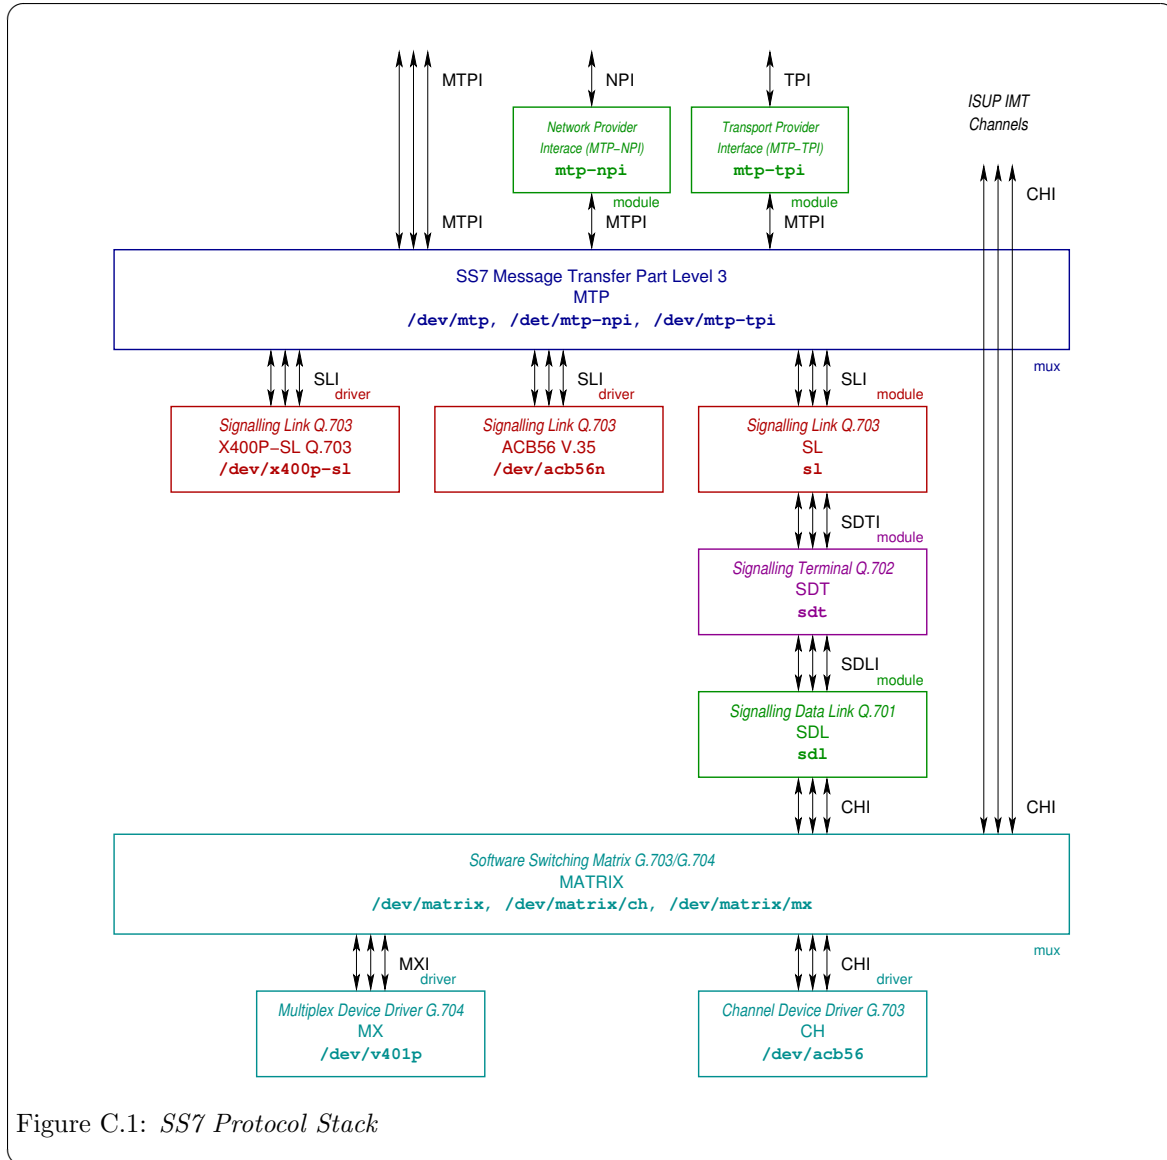 MTPI
NPI
TPI
ISUP IMT
Channels
Network Provider
Interace (MTP-NPI)
mtp-npi
module
Transport Provider
Interface (MTP-TPI)
mtp-tpi
module
CHI
MTPI
MTPI
MTPI
SS7 Message Transfer Part Level 3
MTP
/dev/mtp, /det/mtp-npi, /dev/mtp-tpi
mux
SLI
driver
SLI
driver
SLI
module
Signalling Link Q.703
X400P-SL Q.703
/dev/x400p-sl
Signalling Link Q.703
ACB56 V.35
/dev/acb56n
Signalling Link Q.703
SL
sl
SDTI
module
Signalling Terminal Q.702
SDT
sdt
SDLI
module
Signalling Data Link Q.701
SDL
sdl
CHI
CHI
Software Switching Matrix G.703/G.704
MATRIX
/dev/matrix, /dev/matrix/ch, /dev/matrix/mx
mux
MXI
driver
CHI
driver
Multiplex Device Driver G.704
MX
/dev/v401p
Channel Device Driver G.703
CH
/dev/acb56
Figure C.1: SS7 Protocol Stack